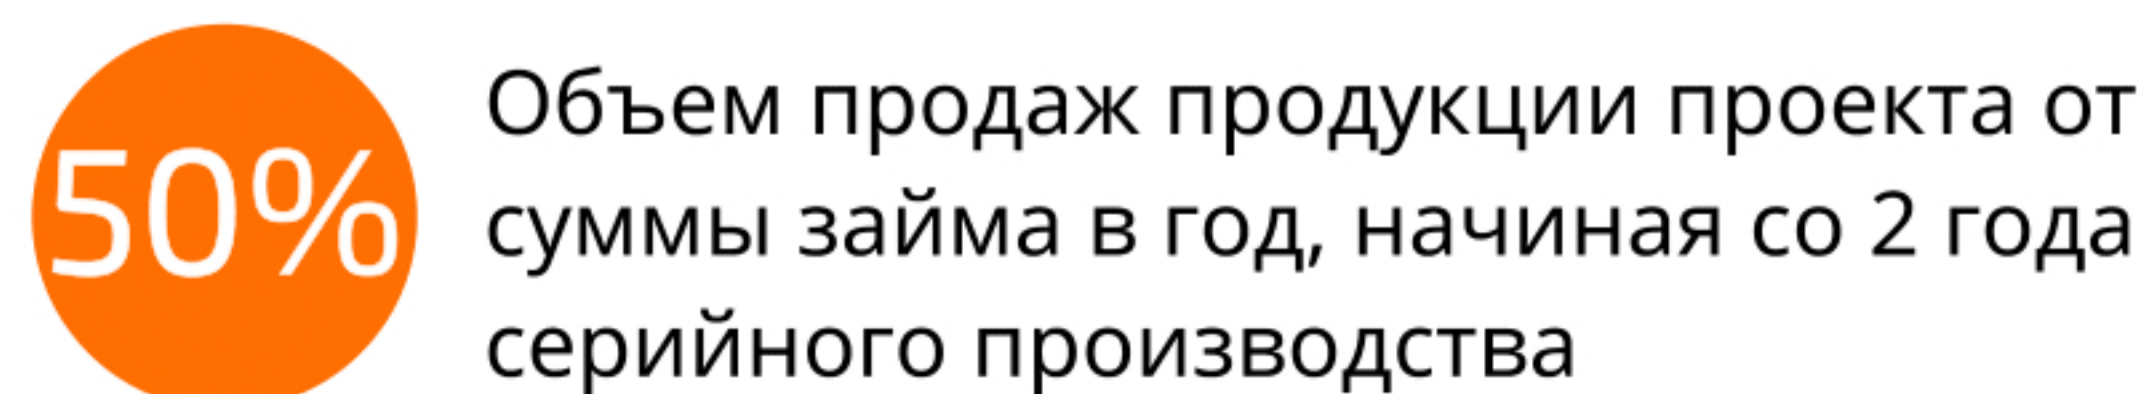 50%
Объем продаж продукции проекта от
суммы займа в год, начиная со 2 года
серийного производства